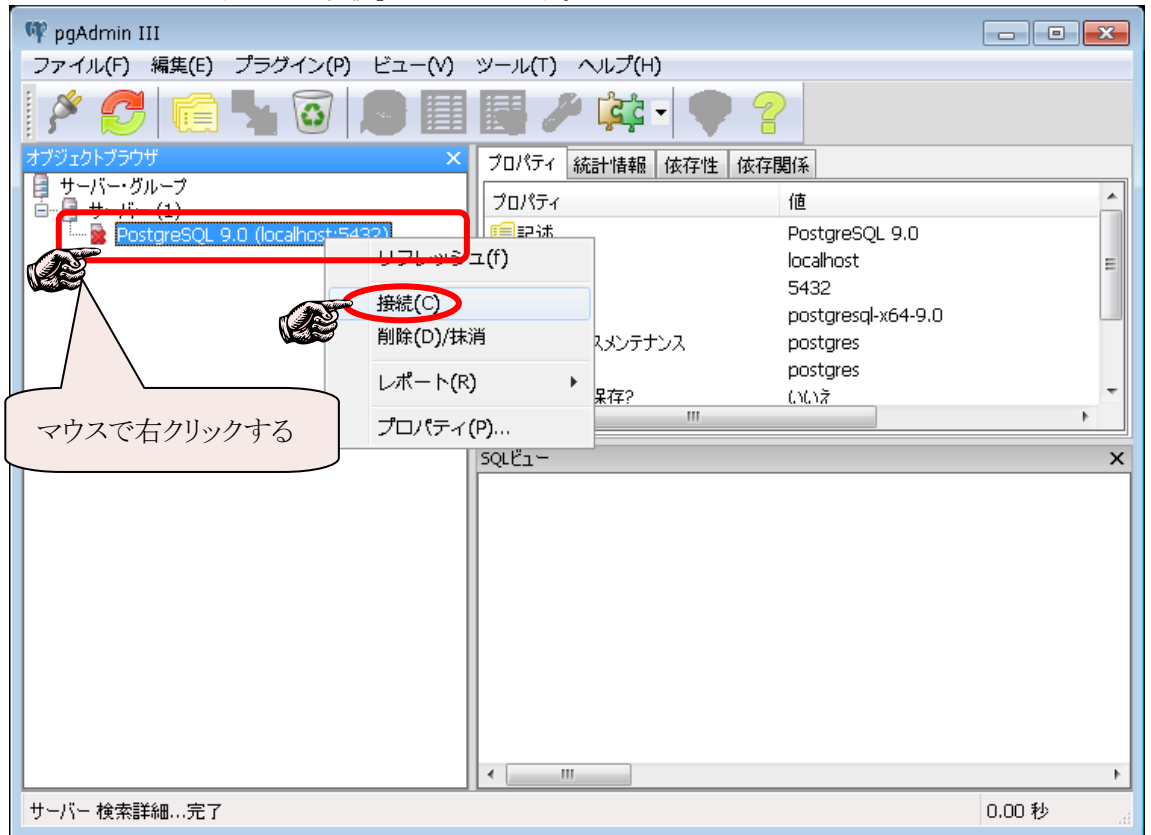 pgAdmin III
ファイル(F) 編集(E) プラグイン(P) ビュー(V) ツール(T) ヘルプ(H)
オブジェクトブラウザ
サーバー・グループ
サーバー (1)
PostgreSQL 9.0 (localhost:5432)
マウスで右クリックする
リフレッシュ(f)
接続(C)
削除(D)/抹消
レポート(R)
プロパティ(P)...
プロパティ 統計情報 依存性 依存関係
プロパティ 値
記述 PostgreSQL 9.0
localhost
5432
postgresql-x64-9.0
スメンテナンス postgres
postgres
保存? いいえ
SQLビュー
サーバー 検索詳細...完了 0.00 秒